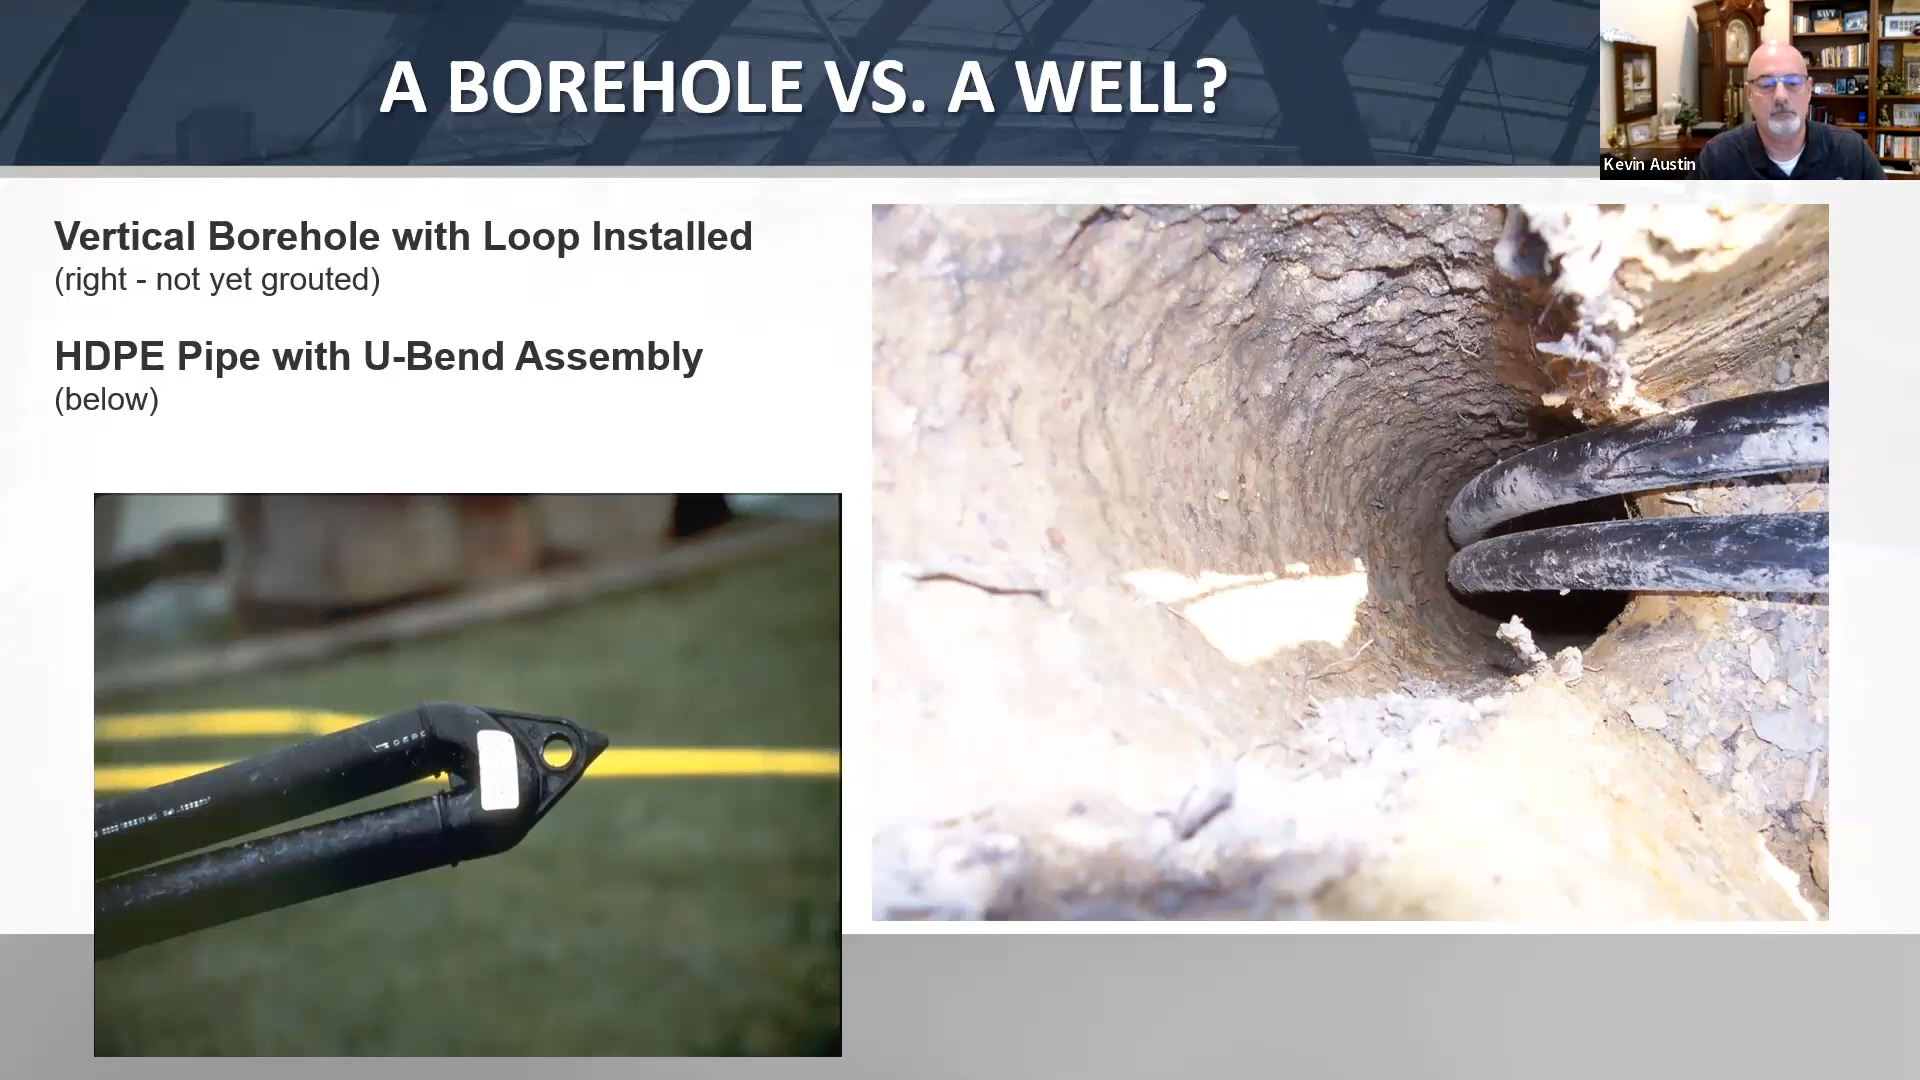 A BOREHOLE VS. A WELL?
NAVY
Kevin Austin
Vertical Borehole with Loop Installed
(right - not yet grouted)
HDPE Pipe with U-Bend Assembly
(below)